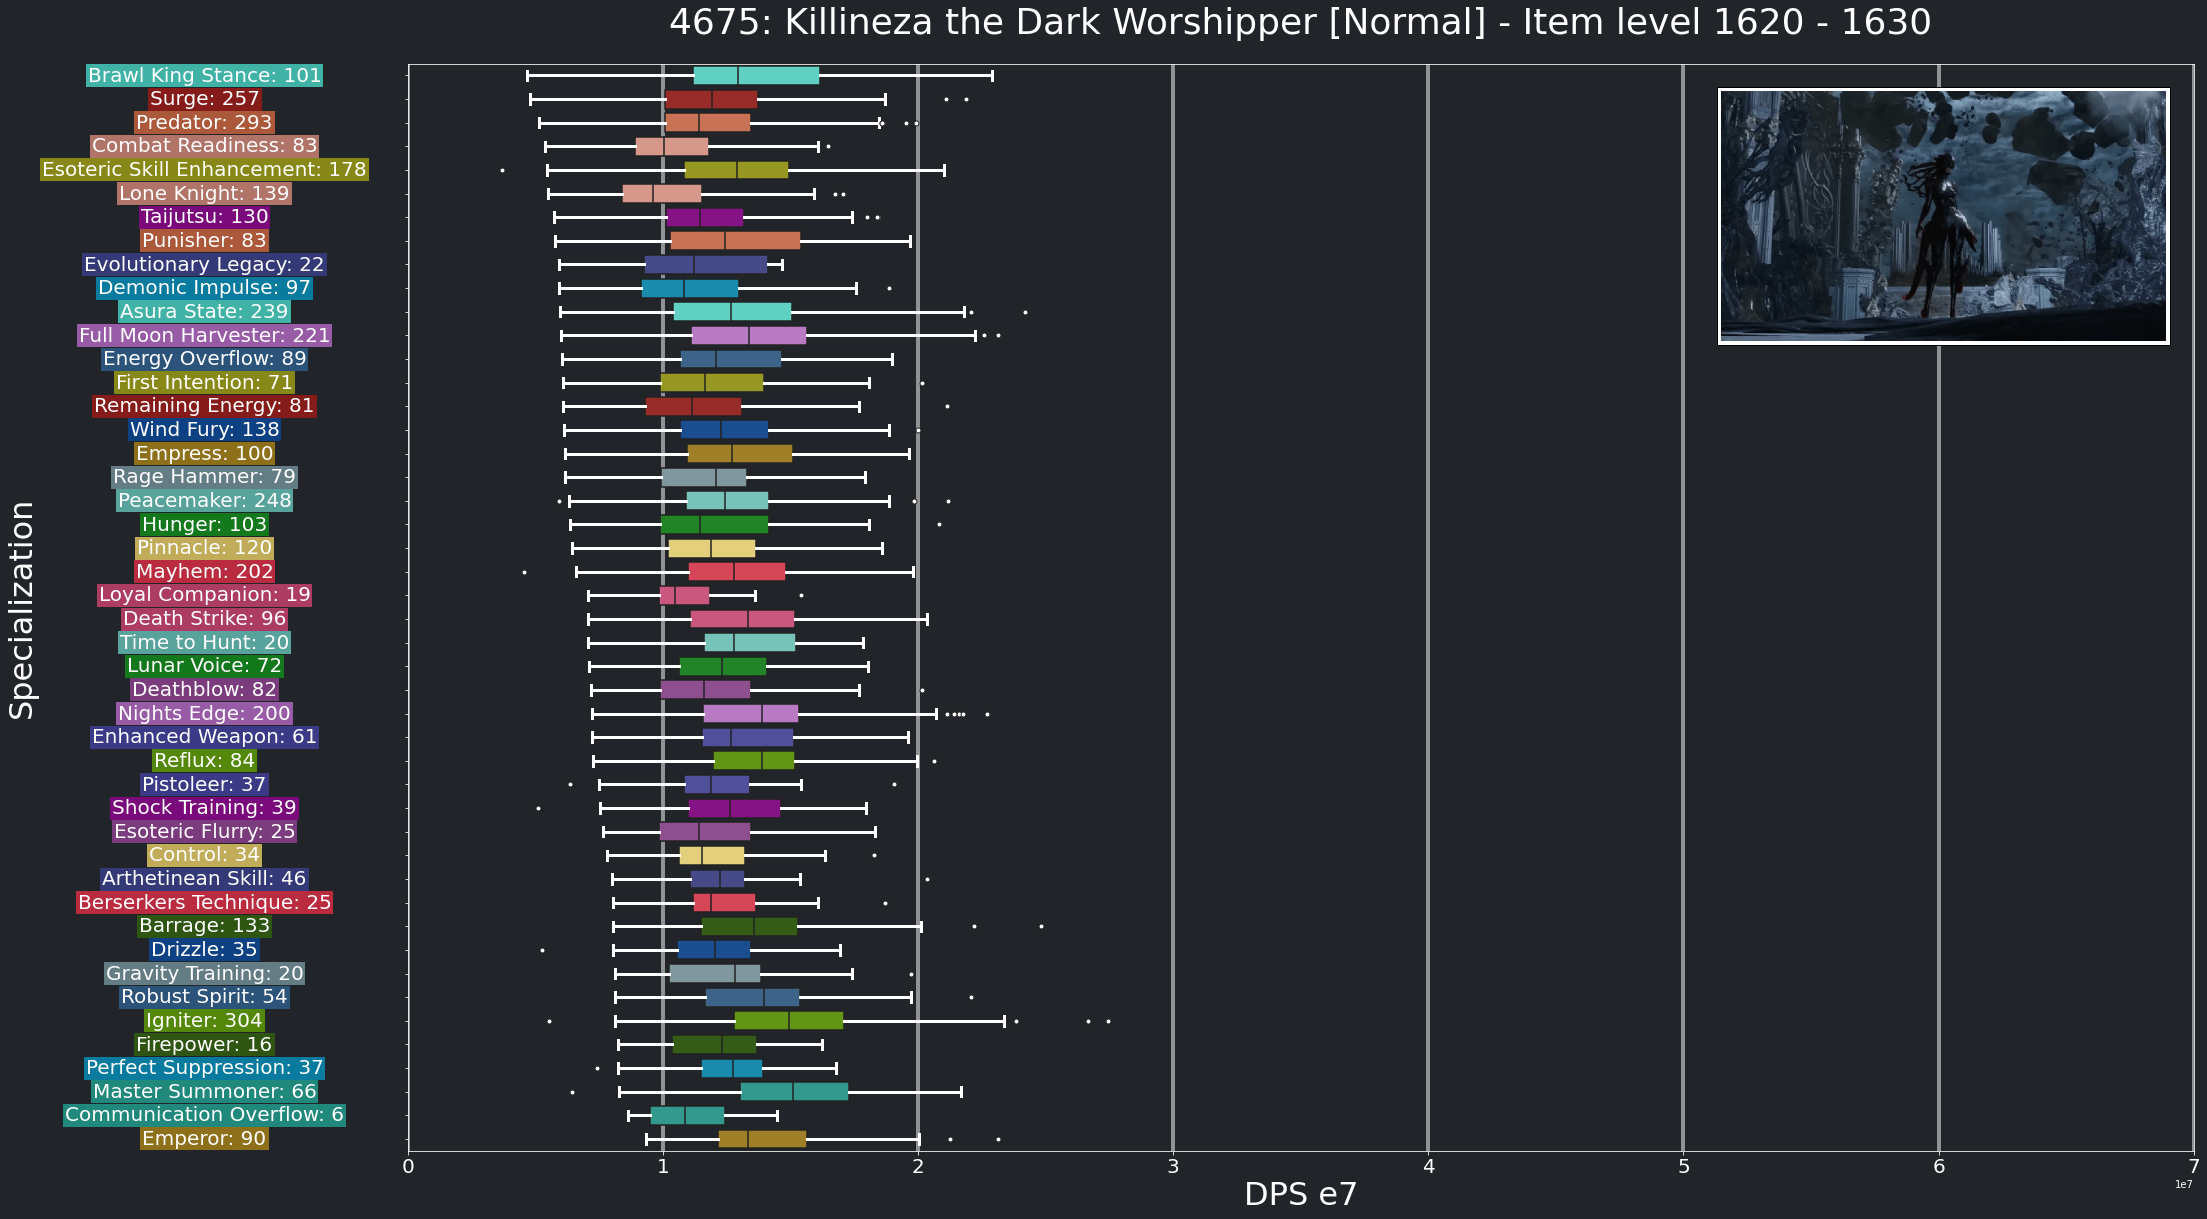 4675: Killineza the Dark Worshipper [Normal] - Item level 1620 - 1630
Brawl King Stance: 101
Surge: 257
Predator: 293
Combat Readiness: 83
Esoteric Skill Enhancement: 178
Lone Knight: 139
Taijutsu: 130
Punisher: 83
Evolutionary Legacy: 22
Demonic Impulse: 97
Asura State: 239
Full Moon Harvester: 221
Energy Overflow: 89
First Intention: 71
Remaining Energy: 81
Wind Fury: 138
Empress: 100
Rage Hammer: 79
Peacemaker: 248
Hunger: 103
Pinnacle: 120
Mayhem: 202
Loyal Companion: 19
Death Strike: 96
Time to Hunt: 20
Lunar Voice: 72
Deathblow: 82
Nights Edge: 200
Enhanced Weapon: 61
Reflux: 84
Pistoleer: 37
Shock Training: 39
Esoteric Flurry: 25
Control: 34
Arthetinean Skill: 46
Berserkers Technique: 25
Barrage: 133
Drizzle: 35
Gravity Training: 20
Robust Spirit: 54
Igniter: 304
Firepower: 16
Perfect Suppression: 37
Master Summoner: 66
Communication Overflow: 6
Emperor: 90
Specialization
0 1 2 3 4 5 6 7
1e7
DPS e7